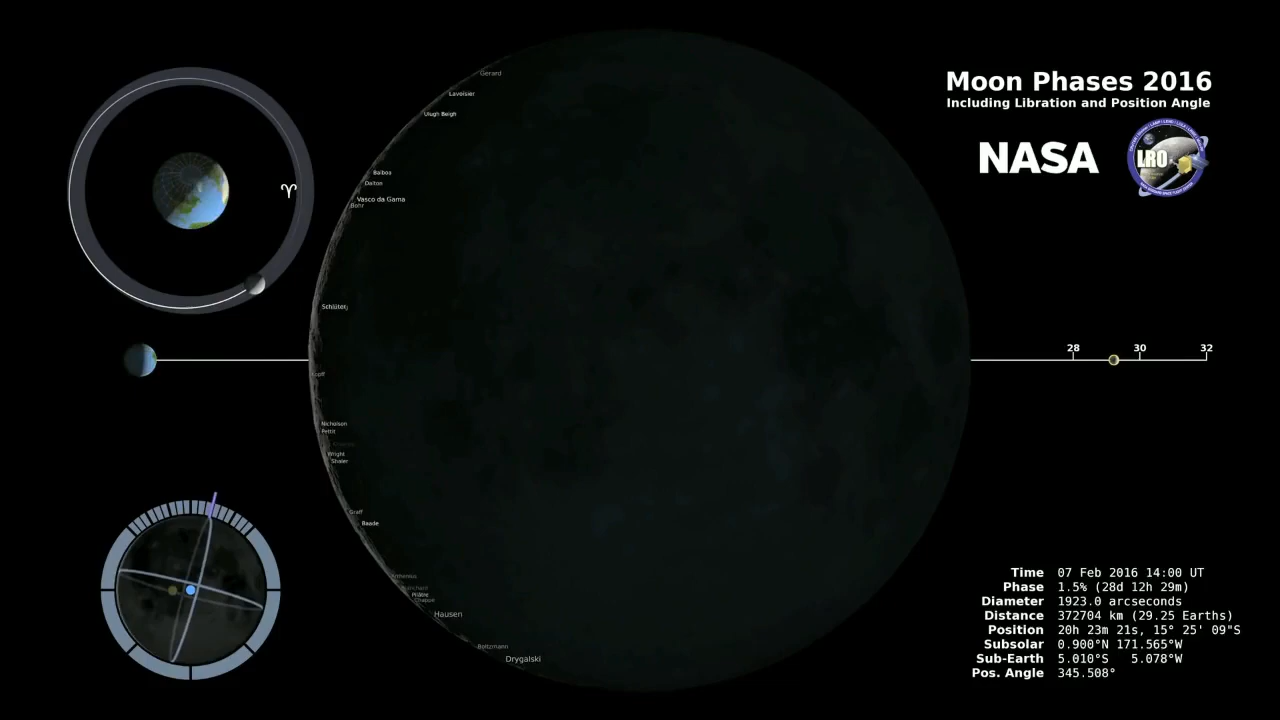 Moon Phases 2016
Including Libration and Position Angle
NASA
LRO
Gerard
Lavoisier
Ulugh Beigh
Balboa
Dalton
Vasco da Gama
Bohr
♈
Schlüter
28 30 32
Nicholson
Pettit
Wright
Shaler
Graff
Baade
Hausen
Boltzmann
Drygalski
Time 07 Feb 2016 14:00 UT
Phase 1.5% (28d 12h 29m)
Diameter 1923.0 arcseconds
Distance 372704 km (29.25 Earths)
Position 20h 23m 21s, 15° 25' 09"S
Subsolar 0.900°N 171.565°W
Sub-Earth 5.010°S 5.078°W
Pos. Angle 345.508°